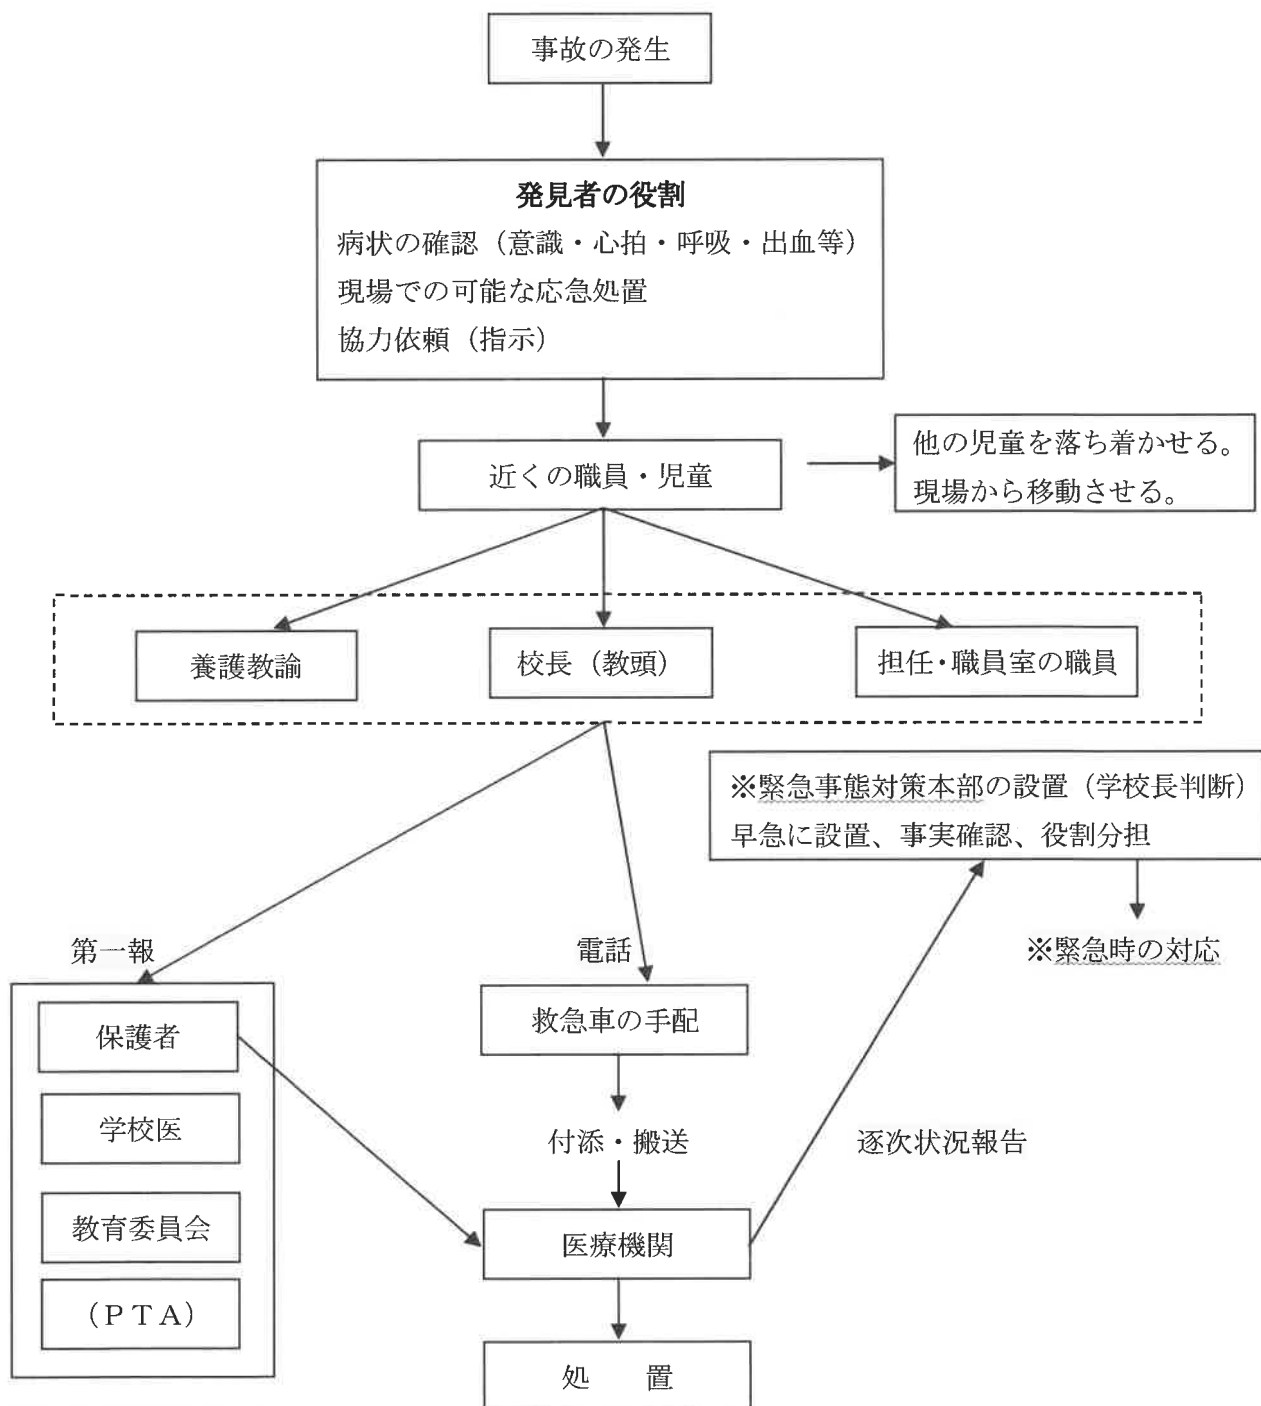 事故の発生
発見者の役割
病状の確認（意識・心拍・呼吸・出血等）
現場での可能な応急処置
協力依頼（指示）
近くの職員・児童
他の児童を落ち着かせる。
現場から移動させる。
養護教諭
校長（教頭）
担任・職員室の職員
※緊急事態対策本部の設置（学校長判断）
早急に設置、事実確認、役割分担
※緊急時の対応
第一報
電話
保護者
学校医
教育委員会
（ＰＴＡ）
救急車の手配
付添・搬送
逐次状況報告
医療機関
処　　置